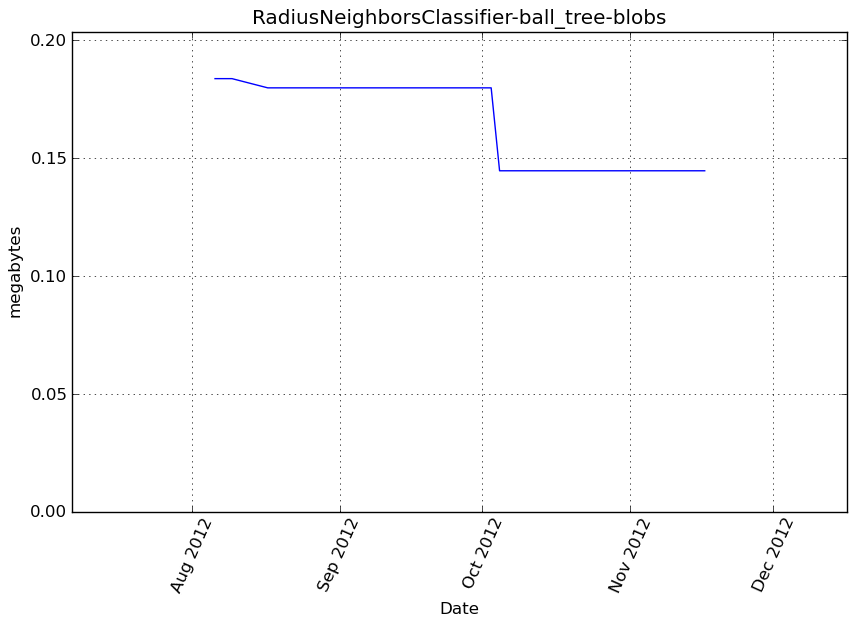 RadiusNeighborsClassifier-ball_tree-blobs
0.20
0.15
0.10
0.05
0.00
megabytes
Aug 2012
Sep 2012
Oct 2012
Nov 2012
Dec 2012
Date